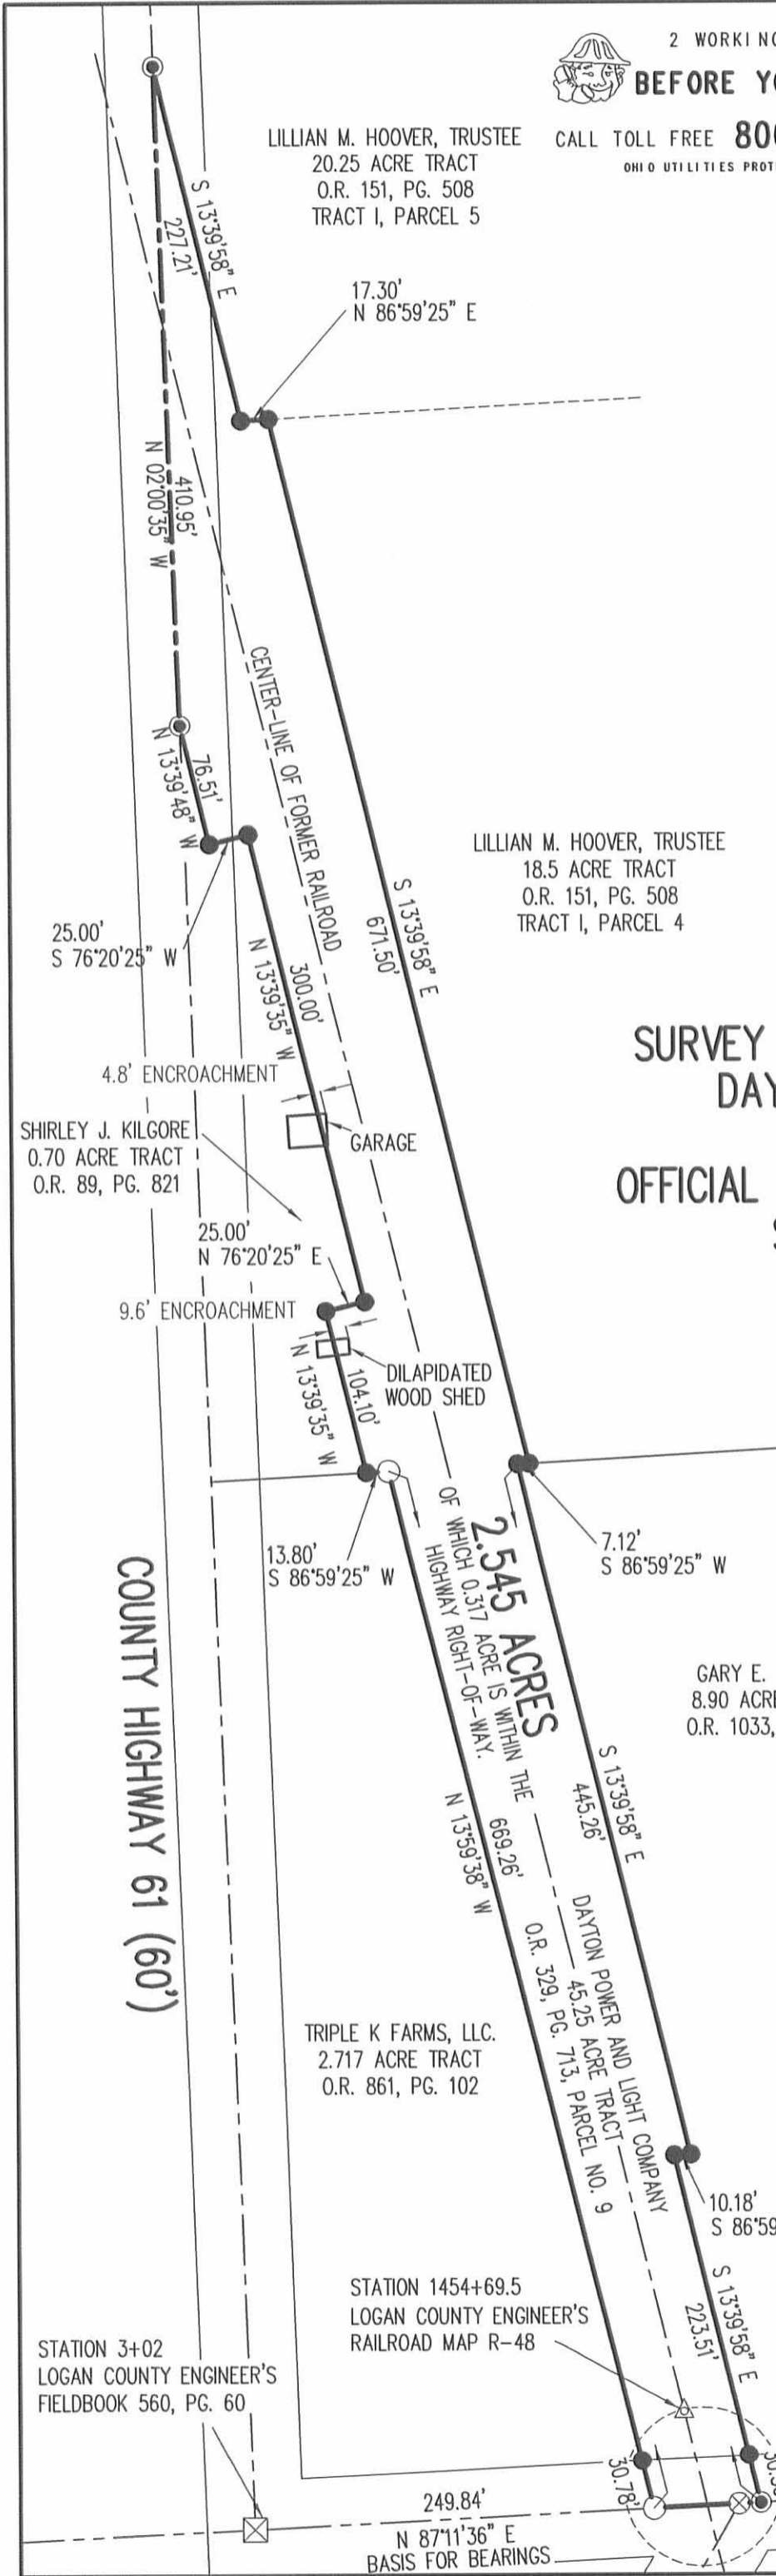 2 WORKING
BEFORE
CALL TOLL FREE
OHIO UTILITIES
LILLIAN M. HOOVER, TRUSTEE
20.25 ACRE TRACT
O.R. 151, PG. 508
TRACT I, PARCEL 5
S 13°39'58" E
227.21'
17.30'
N 86°59'25" E
410.95'
N 02°00'35" W
CENTER-LINE OF FORMER RAILROAD
76.51'
N 13°39'48" W
LILLIAN M. HOOVER, TRUSTEE
18.5 ACRE TRACT
O.R. 151, PG. 508
TRACT I, PARCEL 4
S 13°39'58" E
671.50'
25.00'
S 76°20'25" W
300.00'
N 13°39'35" W
SURVEY
DAY
4.8' ENCROACHMENT
SHIRLEY J. KILGORE
0.70 ACRE TRACT
O.R. 89, PG. 821
GARAGE
OFFICIAL
25.00'
N 76°20'25" E
9.6' ENCROACHMENT
DILAPIDATED
WOOD SHED
104.10'
N 13°39'35" W
13.80'
S 86°59'25" W
7.12'
S 86°59'25" W
2.545 ACRES
OF WHICH 0.317 ACRE IS WITHIN THE
HIGHWAY RIGHT-OF-WAY.
COUNTY HIGHWAY 61 (60')
GARY E.
8.90 ACRE
O.R. 1033,
S 13°39'58" E
445.26'
669.26'
N 13°59'38" W
DAYTON POWER AND LIGHT COMPANY
45.25 ACRE TRACT
O.R. 329, PG. 713, PARCEL NO. 9
TRIPLE K FARMS, LLC.
2.717 ACRE TRACT
O.R. 861, PG. 102
10.18'
S 86°59
STATION 1454+69.5
LOGAN COUNTY ENGINEER'S
RAILROAD MAP R-48
S 13°39'58" E
223.51'
STATION 3+02
LOGAN COUNTY ENGINEER'S
FIELDBOOK 560, PG. 60
30.78'
249.84'
N 87°11'36" E
BASIS FOR BEARINGS